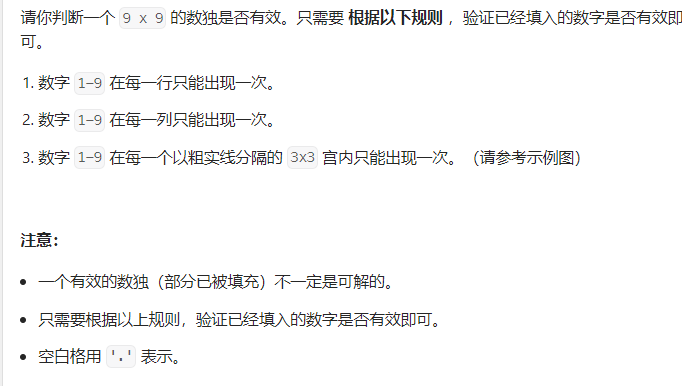 请你判断一个 9 x 9 的数独是否有效。只需要 根据以下规则 ，验证已经填入的数字是否有效即
可。
1. 数字 1-9 在每一行只能出现一次。
2. 数字 1-9 在每一列只能出现一次。
3. 数字 1-9 在每一个以粗实线分隔的 3x3 宫内只能出现一次。（请参考示例图）
注意：
• 一个有效的数独（部分已被填充）不一定是可解的。
• 只需要根据以上规则，验证已经填入的数字是否有效即可。
• 空白格用 '.' 表示。